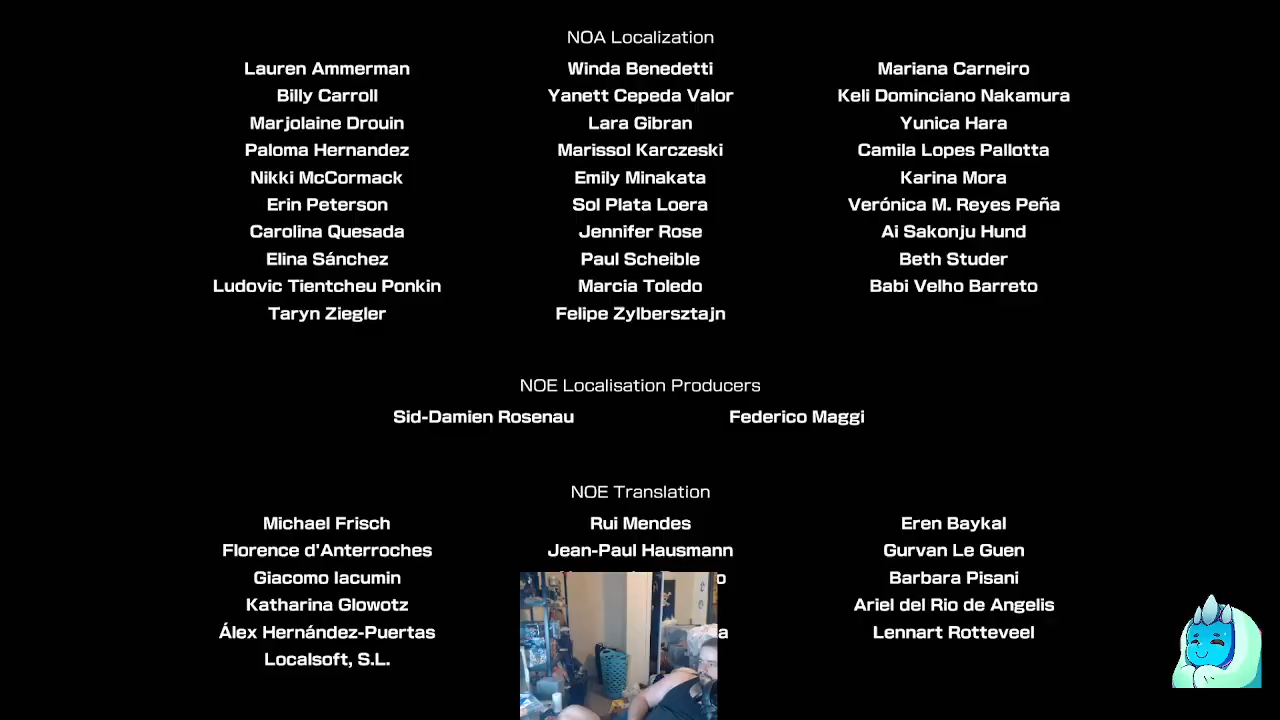 NOA Localization
Lauren Ammerman Winda Benedetti Mariana Carneiro
Billy Carroll Yanett Cepeda Valor Keli Dominciano Nakamura
Marjolaine Drouin Lara Gibran Yunica Hara
Paloma Hernandez Marissol Karczeski Camila Lopes Pallotta
Nikki McCormack Emily Minakata Karina Mora
Erin Peterson Sol Plata Loera Verónica M. Reyes Peña
Carolina Quesada Jennifer Rose Ai Sakonju Hund
Elina Sánchez Paul Scheible Beth Studer
Ludovic Tientcheu Ponkin Marcia Toledo Babi Velho Barreto
Taryn Ziegler Felipe Zylbersztajn
NOE Localisation Producers
Sid-Damien Rosenau Federico Maggi
NOE Translation
Michael Frisch Rui Mendes Eren Baykal
Florence d'Anterroches Jean-Paul Hausmann Gurvan Le Guen
Giacomo Iacumin Barbara Pisani
Katharina Glowotz Ariel del Rio de Angelis
Álex Hernández-Puertas Lennart Rotteveel
Localsoft, S.L.